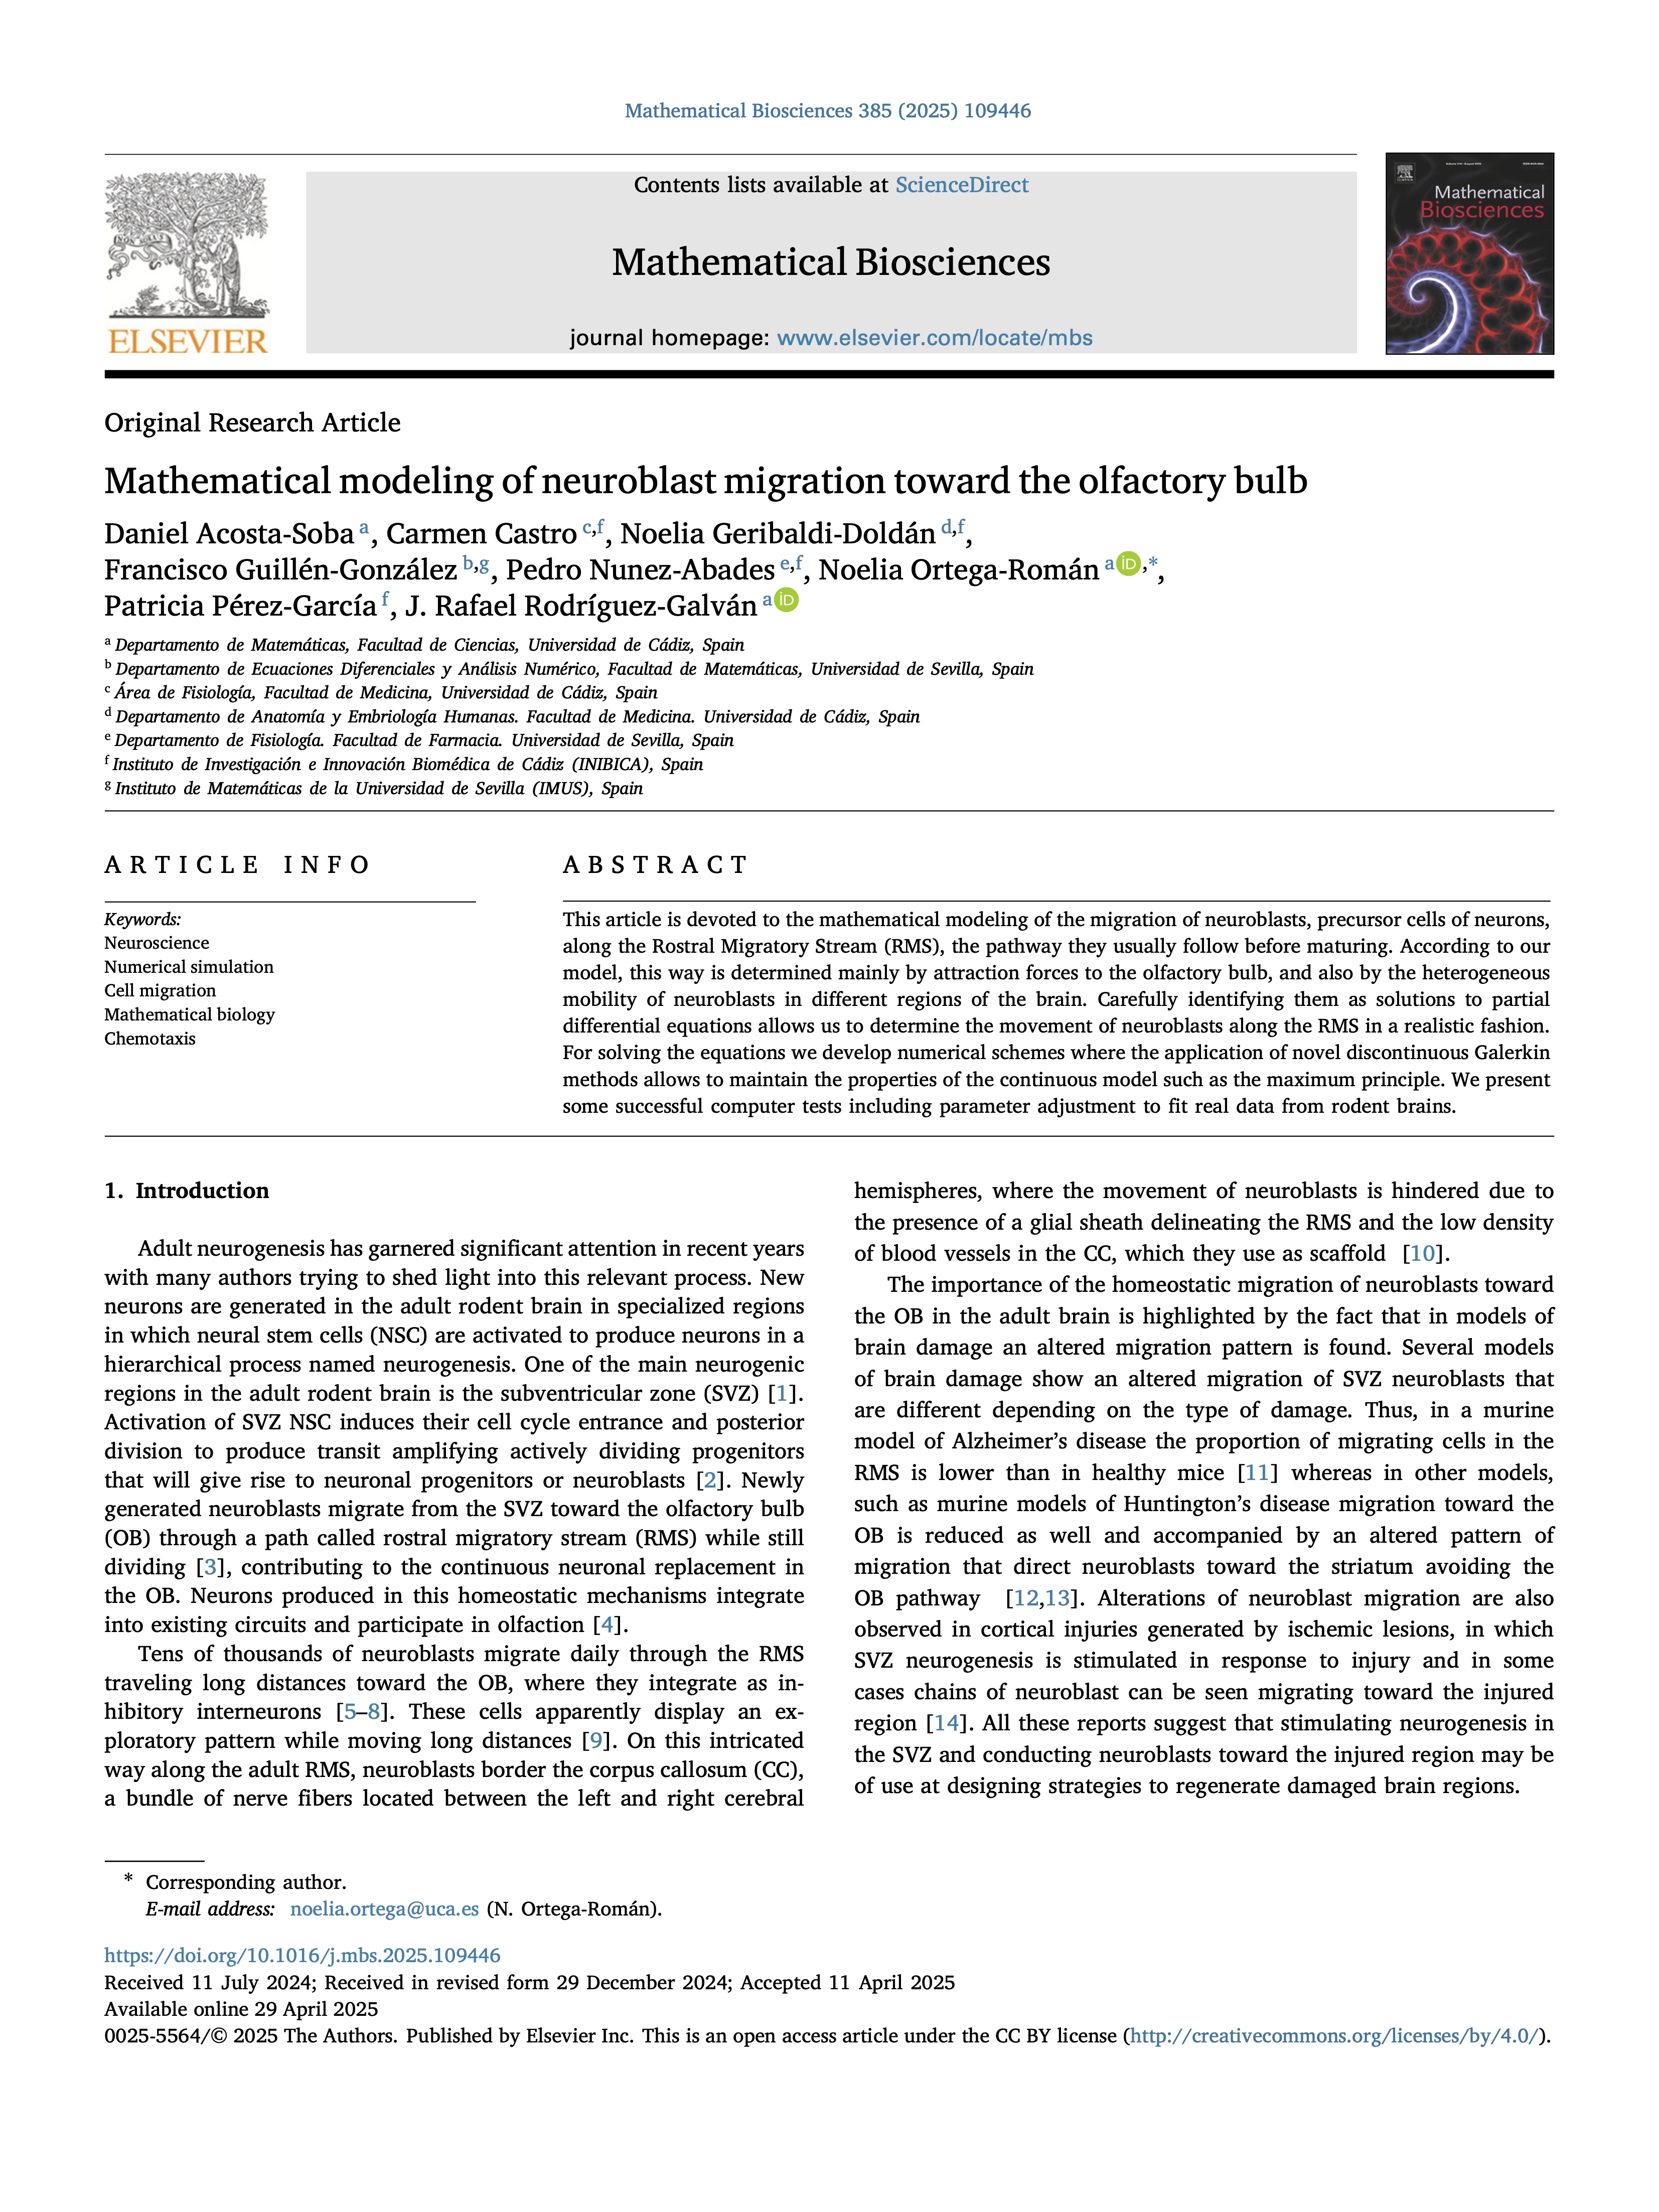 Mathematical Biosciences 385 (2025) 109446
Contents lists available at ScienceDirect
Mathematical Biosciences
journal homepage: www.elsevier.com/locate/mbs
ELSEVIER
Mathematical
Biosciences
Original Research Article
Mathematical modeling of neuroblast migration toward the olfactory bulb
Daniel Acosta-Soba a, Carmen Castro c,f, Noelia Geribaldi-Doldán d,f,
Francisco Guillén-González b,g, Pedro Nunez-Abades e,f, Noelia Ortega-Román a iD,*,
Patricia Pérez-García f, J. Rafael Rodríguez-Galván a iD
a Departamento de Matemáticas, Facultad de Ciencias, Universidad de Cádiz, Spain
b Departamento de Ecuaciones Diferenciales y Análisis Numérico, Facultad de Matemáticas, Universidad de Sevilla, Spain
c Área de Fisiología, Facultad de Medicina, Universidad de Cádiz, Spain
d Departamento de Anatomía y Embriología Humanas. Facultad de Medicina. Universidad de Cádiz, Spain
e Departamento de Fisiología. Facultad de Farmacia. Universidad de Sevilla, Spain
f Instituto de Investigación e Innovación Biomédica de Cádiz (INIBICA), Spain
g Instituto de Matemáticas de la Universidad de Sevilla (IMUS), Spain
ARTICLE INFO
Keywords:
Neuroscience
Numerical simulation
Cell migration
Mathematical biology
Chemotaxis
ABSTRACT
This article is devoted to the mathematical modeling of the migration of neuroblasts, precursor cells of neurons,
along the Rostral Migratory Stream (RMS), the pathway they usually follow before maturing. According to our
model, this way is determined mainly by attraction forces to the olfactory bulb, and also by the heterogeneous
mobility of neuroblasts in different regions of the brain. Carefully identifying them as solutions to partial
differential equations allows us to determine the movement of neuroblasts along the RMS in a realistic fashion.
For solving the equations we develop numerical schemes where the application of novel discontinuous Galerkin
methods allows to maintain the properties of the continuous model such as the maximum principle. We present
some successful computer tests including parameter adjustment to fit real data from rodent brains.
1. Introduction
Adult neurogenesis has garnered significant attention in recent years
with many authors trying to shed light into this relevant process. New
neurons are generated in the adult rodent brain in specialized regions
in which neural stem cells (NSC) are activated to produce neurons in a
hierarchical process named neurogenesis. One of the main neurogenic
regions in the adult rodent brain is the subventricular zone (SVZ) [1].
Activation of SVZ NSC induces their cell cycle entrance and posterior
division to produce transit amplifying actively dividing progenitors
that will give rise to neuronal progenitors or neuroblasts [2]. Newly
generated neuroblasts migrate from the SVZ toward the olfactory bulb
(OB) through a path called rostral migratory stream (RMS) while still
dividing [3], contributing to the continuous neuronal replacement in
the OB. Neurons produced in this homeostatic mechanisms integrate
into existing circuits and participate in olfaction [4].
Tens of thousands of neuroblasts migrate daily through the RMS
traveling long distances toward the OB, where they integrate as in-
hibitory interneurons [5–8]. These cells apparently display an ex-
ploratory pattern while moving long distances [9]. On this intricated
way along the adult RMS, neuroblasts border the corpus callosum (CC),
a bundle of nerve fibers located between the left and right cerebral
hemispheres, where the movement of neuroblasts is hindered due to
the presence of a glial sheath delineating the RMS and the low density
of blood vessels in the CC, which they use as scaffold [10].
The importance of the homeostatic migration of neuroblasts toward
the OB in the adult brain is highlighted by the fact that in models of
brain damage an altered migration pattern is found. Several models
of brain damage show an altered migration of SVZ neuroblasts that
are different depending on the type of damage. Thus, in a murine
model of Alzheimer's disease the proportion of migrating cells in the
RMS is lower than in healthy mice [11] whereas in other models,
such as murine models of Huntington's disease migration toward the
OB is reduced as well and accompanied by an altered pattern of
migration that direct neuroblasts toward the striatum avoiding the
OB pathway [12,13]. Alterations of neuroblast migration are also
observed in cortical injuries generated by ischemic lesions, in which
SVZ neurogenesis is stimulated in response to injury and in some
cases chains of neuroblast can be seen migrating toward the injured
region [14]. All these reports suggest that stimulating neurogenesis in
the SVZ and conducting neuroblasts toward the injured region may be
of use at designing strategies to regenerate damaged brain regions.
* Corresponding author.
E-mail address: noelia.ortega@uca.es (N. Ortega-Román).
https://doi.org/10.1016/j.mbs.2025.109446
Received 11 July 2024; Received in revised form 29 December 2024; Accepted 11 April 2025
Available online 29 April 2025
0025-5564/© 2025 The Authors. Published by Elsevier Inc. This is an open access article under the CC BY license (http://creativecommons.org/licenses/by/4.0/).